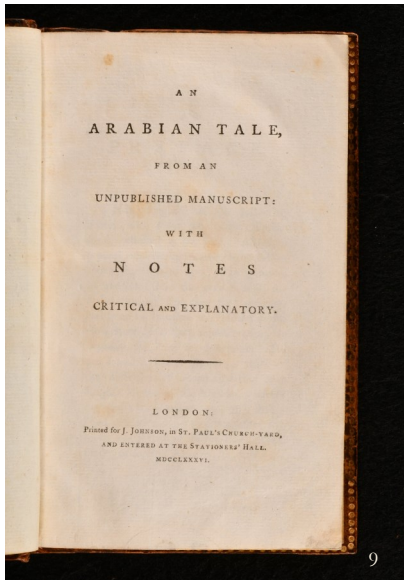 AN
ARABIAN TALE,
FROM AN
UNPUBLISHED MANUSCRIPT:
WITH
NOTES
CRITICAL AND EXPLANATORY.
LONDON:
Printed for J. JOHNSON, in ST. PAUL'S CHURCH-YARD,
AND ENTERED AT THE STATIONERS' HALL.
MDCCLXXXVI.
9